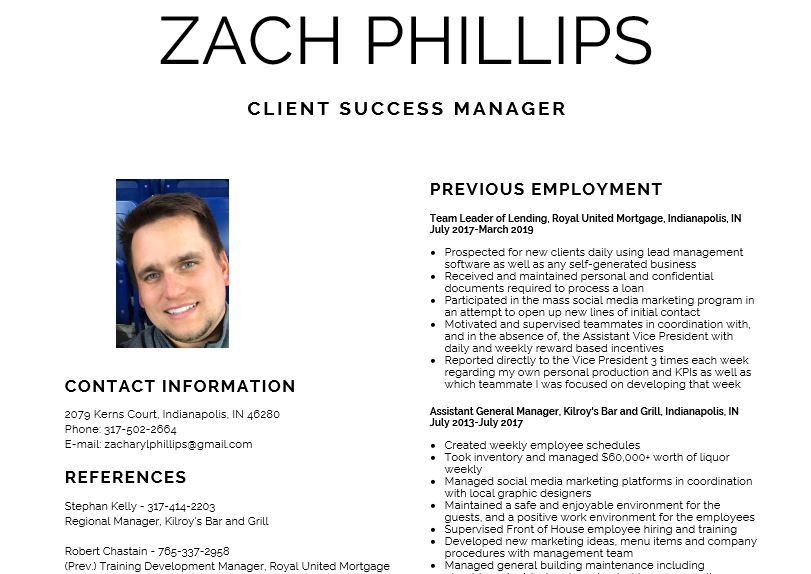 ZACH PHILLIPS
CLIENT SUCCESS MANAGER
CONTACT INFORMATION
2079 Kerns Court, Indianapolis, IN 46280
Phone: 317-502-2664
E-mail: zacharylphillips@gmail.com
REFERENCES
Stephan Kelly - 317-414-2203
Regional Manager, Kilroy's Bar and Grill
Robert Chastain - 765-337-2958
(Prev.) Training Development Manager, Royal United Mortgage
PREVIOUS EMPLOYMENT
Team Leader of Lending, Royal United Mortgage, Indianapolis, IN
July 2017-March 2019
• Prospected for new clients daily using lead management
software as well as any self-generated business
• Received and maintained personal and confidential
documents required to process a loan
• Participated in the mass social media marketing program in
an attempt to open up new lines of initial contact
• Motivated and supervised teammates in coordination with,
and in the absence of, the Assistant Vice President with
daily and weekly reward based incentives
• Reported directly to the Vice President 3 times each week
regarding my own personal production and KPIs as well as
which teammate I was focused on developing that week
Assistant General Manager, Kilroy's Bar and Grill, Indianapolis, IN
July 2013-July 2017
• Created weekly employee schedules
• Took inventory and managed $60,000+ worth of liquor
weekly
• Managed social media marketing platforms in coordination
with local graphic designers
• Maintained a safe and enjoyable environment for the
guests, and a positive work environment for the employees
• Supervised Front of House employee hiring and training
• Developed new marketing ideas, menu items and company
procedures with management team
• Managed general building maintenance including